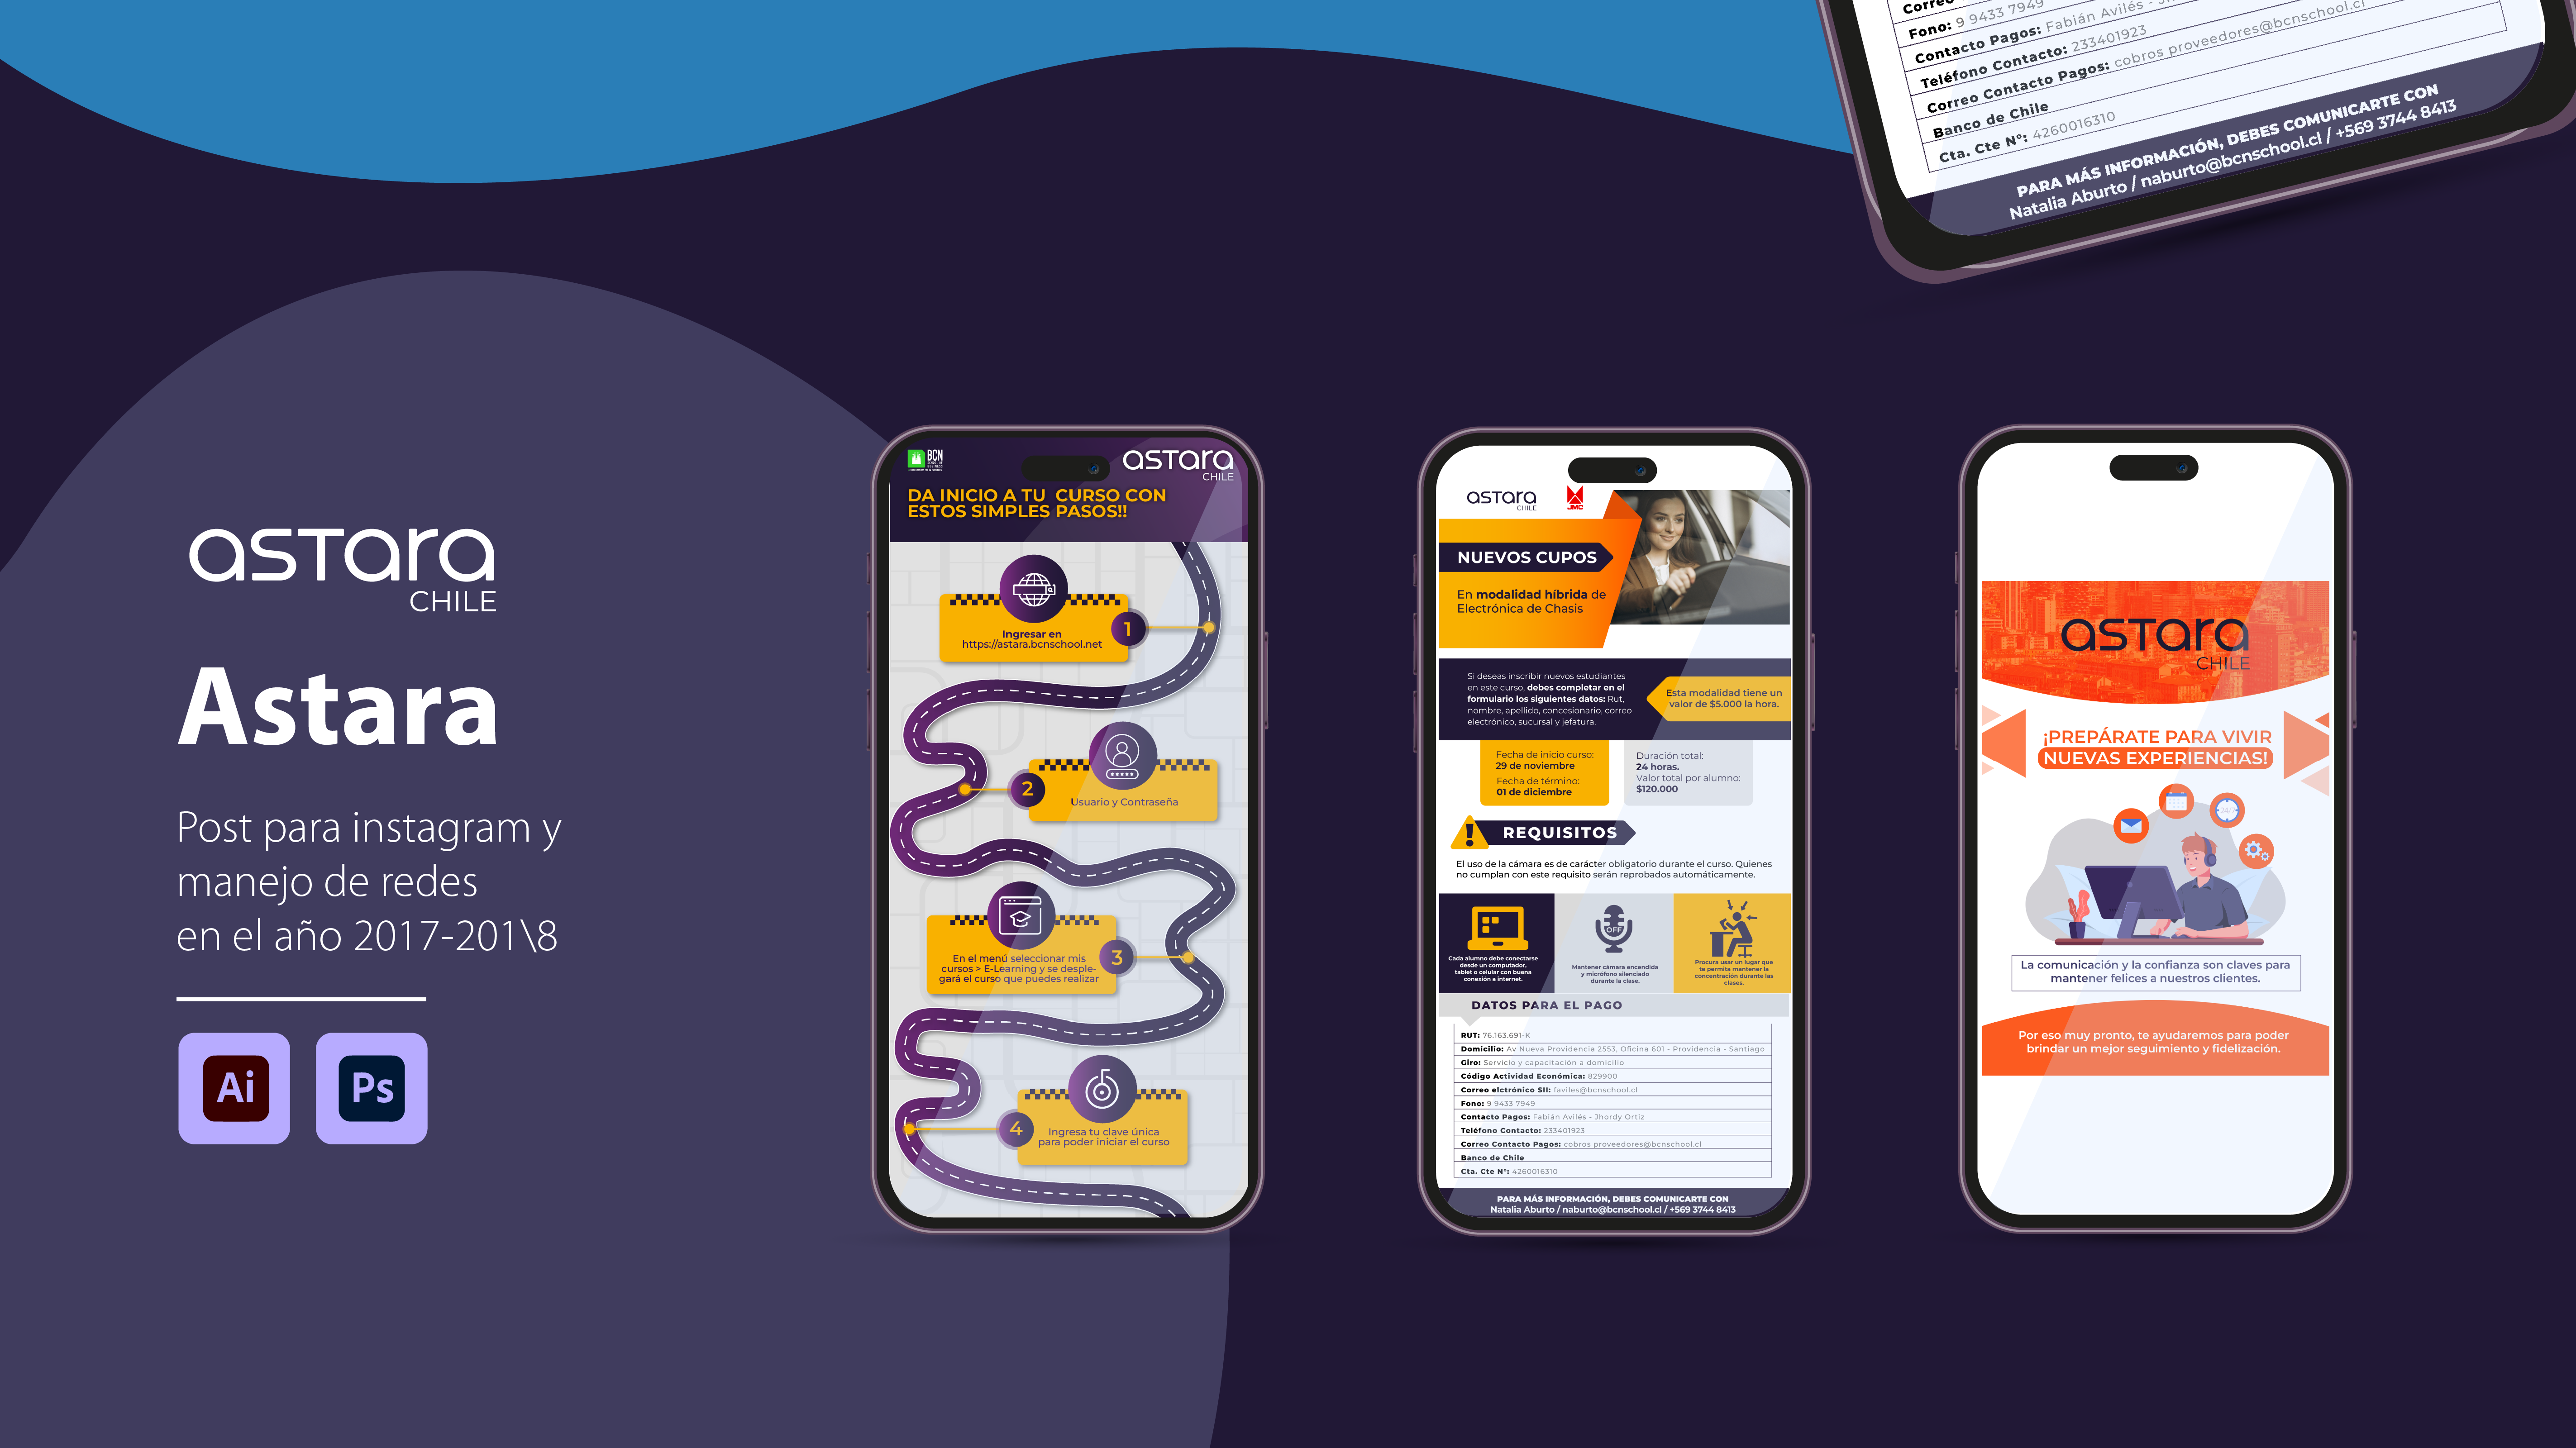 astara
CHILE
Astara
Post para instagram y
manejo de redes
en el año 2017-201\8
Ai
Ps
BCN
astara
CHILE
DA INICIO A TU CURSO CON
ESTOS SIMPLES PASOS!!
1
Ingresar en
https://astara.bcnschool.net
2
Usuario y Contraseña
3
En el menú seleccionar mis
cursos > E-Learning y se desple-
gará el curso que puedes realizar
4
Ingresa tu clave única
para poder iniciar el curso
astara
CHILE
JMC
NUEVOS CUPOS
En modalidad híbrida de
Electrónica de Chasis
Si deseas inscribir nuevos estudiantes
en este curso, debes completar en el
formulario los siguientes datos: Rut,
nombre, apellido, concesionario, correo
electrónico, sucursal y jefatura.
Esta modalidad tiene un
valor de $5.000 la hora.
Fecha de inicio curso:
29 de noviembre
Fecha de término:
01 de diciembre
Duración total:
24 horas.
Valor total por alumno:
$120.000
REQUISITOS
El uso de la cámara es de carácter obligatorio durante el curso. Quienes
no cumplan con este requisito serán reprobados automáticamente.
Cada alumno debe conectarse
desde un computador,
tablet o celular con buena
conexión a internet.
OFF
Mantener cámara encendida
y micrófono silenciado
durante la clase.
Procura usar un lugar que
te permita mantener la
concentración durante las
clases.
DATOS PARA EL PAGO
RUT: 76.163.691-K
Domicilio: Av Nueva Providencia 2553, Oficina 601 - Providencia - Santiago
Giro: Servicio y capacitación a domicilio
Código Actividad Económica: 829900
Correo elctrónico SII: faviles@bcnschool.cl
Fono: 9 9433 7949
Contacto Pagos: Fabián Avilés - Jhordy Ortiz
Teléfono Contacto: 233401923
Correo Contacto Pagos: cobros proveedores@bcnschool.cl
Banco de Chile
Cta. Cte N°: 4260016310
PARA MÁS INFORMACIÓN, DEBES COMUNICARTE CON
Natalia Aburto / naburto@bcnschool.cl / +569 3744 8413
astara
CHILE
¡PREPÁRATE PARA VIVIR
NUEVAS EXPERIENCIAS!
24/7
La comunicación y la confianza son claves para
mantener felices a nuestros clientes.
Por eso muy pronto, te ayudaremos para poder
brindar un mejor seguimiento y fidelización.
Correo
Fono: 9 9433 7949
Contacto Pagos: Fabián Avilés -
Teléfono Contacto: 233401923
Correo Contacto Pagos: cobros proveedores@bcnschool.cl
Banco de Chile
Cta. Cte N°: 4260016310
PARA MÁS INFORMACIÓN, DEBES COMUNICARTE CON
Natalia Aburto / naburto@bcnschool.cl / +569 3744 8413